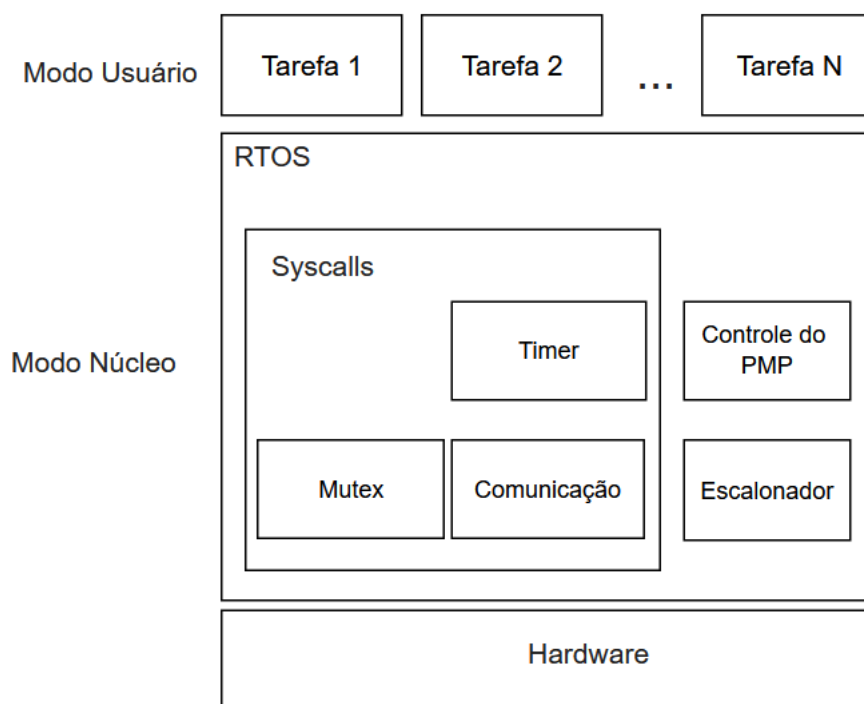 Modo Usuário
Tarefa 1
Tarefa 2
...
Tarefa N
RTOS
Syscalls
Modo Núcleo
Timer
Controle do
PMP
Mutex
Comunicação
Escalonador
Hardware